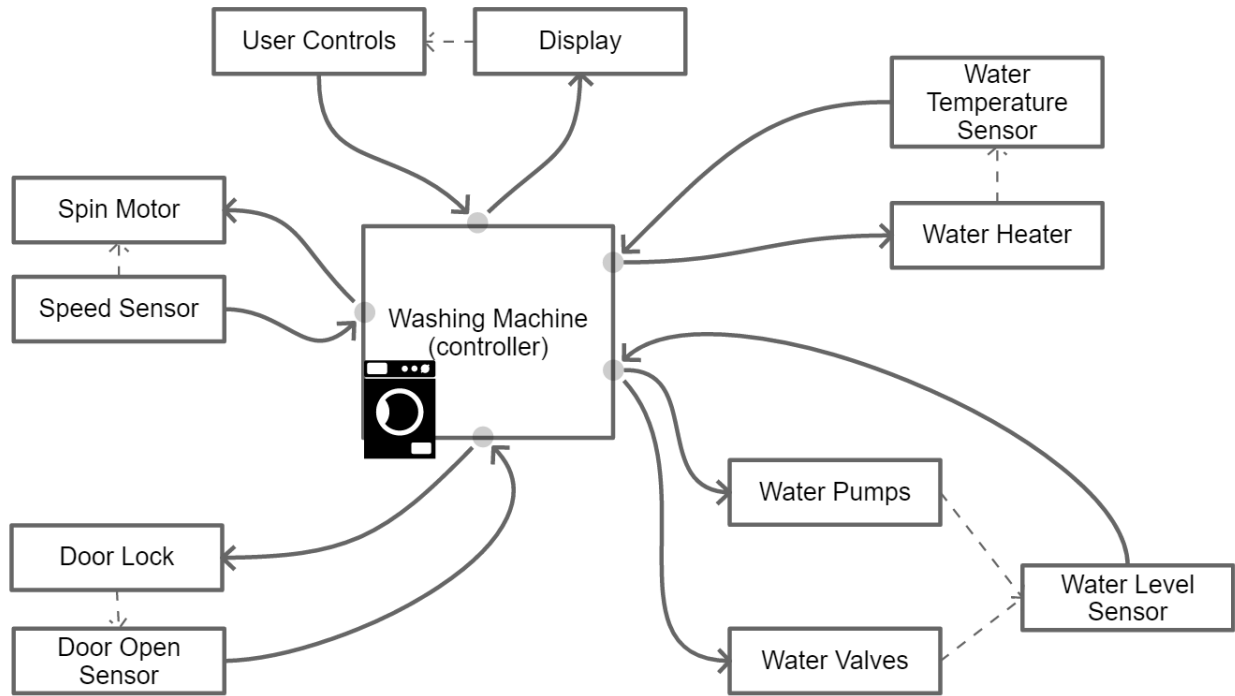 User Controls
Display
Water
Temperature
Sensor
Spin Motor
Water Heater
Speed Sensor
Washing Machine
(controller)
Water Pumps
Door Lock
Water Level
Sensor
Door Open
Sensor
Water Valves